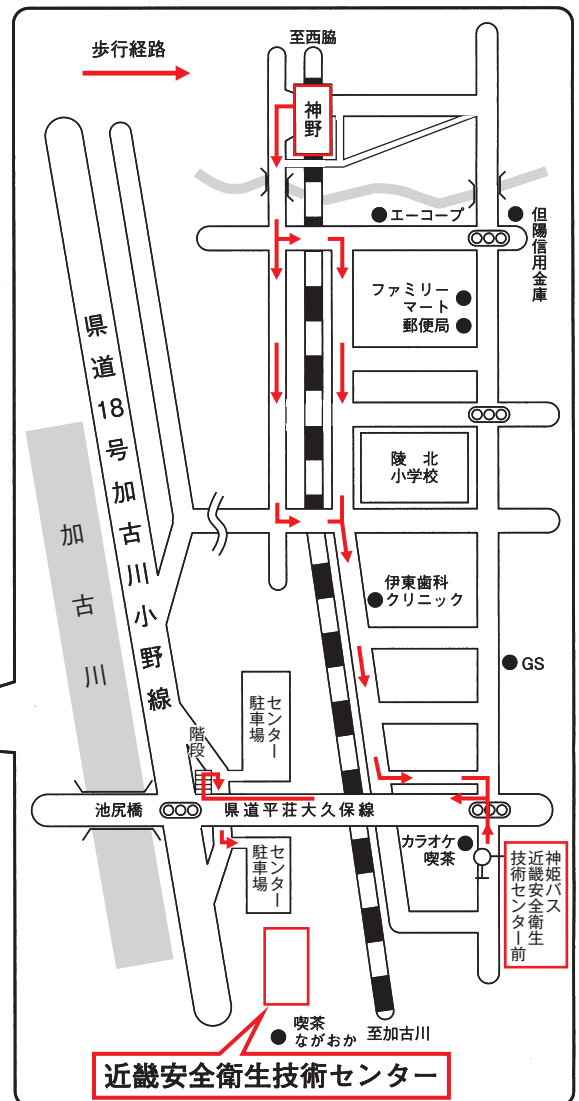 歩行経路
至西脇
神野
エーコープ
但陽信用金庫
ファミリー
マート
郵便局
県道18号加古川小野線
陵北
小学校
加古川
伊東歯科
クリニック
GS
センター
駐車場
階段
池尻橋
県道平荘大久保線
カラオケ
喫茶
センター
駐車場
神姫バス
近畿安全衛生
技術センター前
喫茶
ながおか
至加古川
近畿安全衛生技術センター